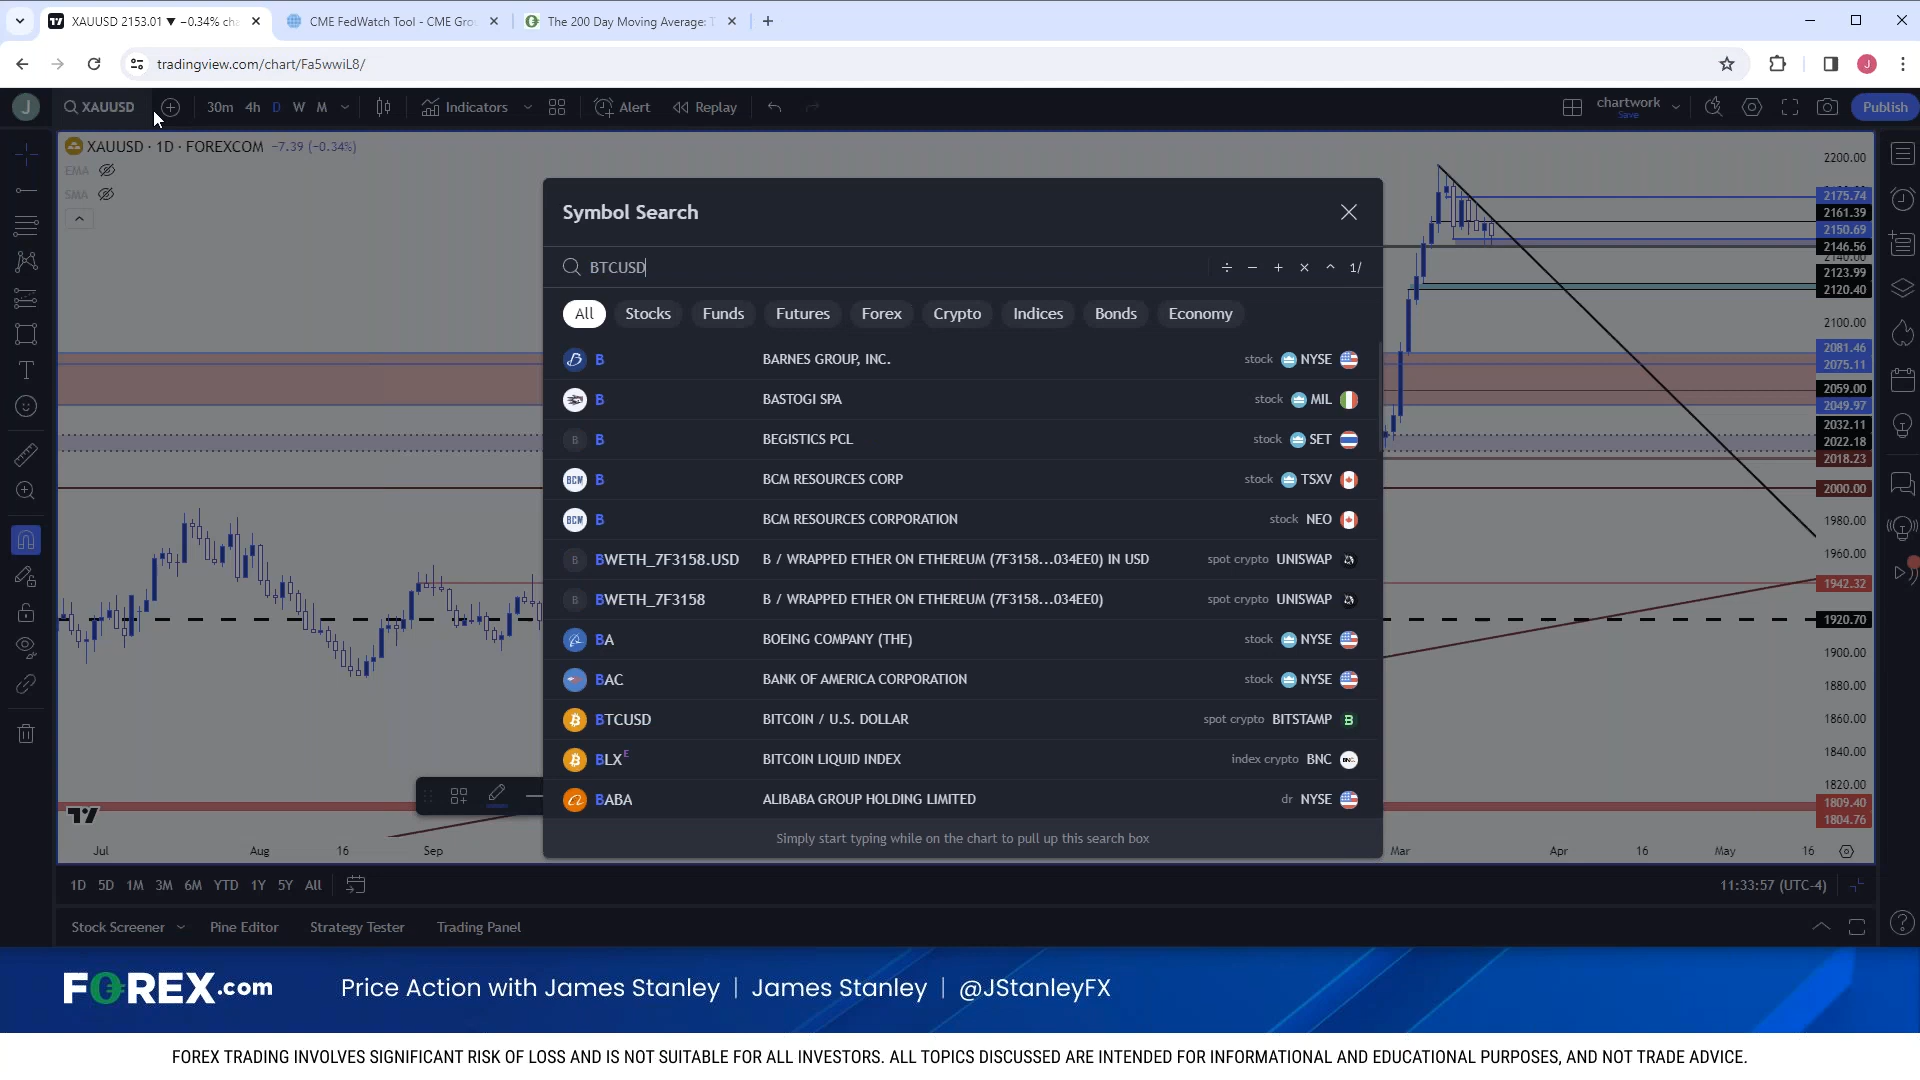 XAUUSD 2153.01 ▼ −0.34% cha
CME FedWatch Tool - CME Gro
The 200 Day Moving Average:
tradingview.com/chart/Fa5wwiL8/
J
J
XAUUSD
30m 4h D W M
Indicators
Alert
Replay
chartwork
Save
Publish
XAUUSD · 1D · FOREXCOM −7.39 (−0.34%)
EMA
SMA
Symbol Search
BTCUSD
÷ − + × ^ 1/
All Stocks Funds Futures Forex Crypto Indices Bonds Economy
B BARNES GROUP, INC. stock NYSE
B BASTOGI SPA stock MIL
B B BEGISTICS PCL stock SET
BCM B BCM RESOURCES CORP stock TSXV
BCM B BCM RESOURCES CORPORATION stock NEO
B BWETH_7F3158.USD B / WRAPPED ETHER ON ETHEREUM (7F3158...034EE0) IN USD spot crypto UNISWAP
B BWETH_7F3158 B / WRAPPED ETHER ON ETHEREUM (7F3158...034EE0) spot crypto UNISWAP
BA BOEING COMPANY (THE) stock NYSE
BAC BANK OF AMERICA CORPORATION stock NYSE
BTCUSD BITCOIN / U.S. DOLLAR spot crypto BITSTAMP B
BLX E BITCOIN LIQUID INDEX index crypto BNC
BABA ALIBABA GROUP HOLDING LIMITED dr NYSE
Simply start typing while on the chart to pull up this search box
2200.00
2175.74
2161.39
2150.69
2146.56
2140.00
2123.99
2120.40
2100.00
2081.46
2075.11
2059.00
2049.97
2032.11
2022.18
2018.23
2000.00
1980.00
1960.00
1942.32
1920.70
1900.00
1880.00
1860.00
1840.00
1820.00
1809.40
1804.76
Jul Aug 16 Sep Mar Apr 16 May 16
1D 5D 1M 3M 6M YTD 1Y 5Y All
11:33:57 (UTC-4)
Stock Screener Pine Editor Strategy Tester Trading Panel
FOREX.com
Price Action with James Stanley | James Stanley | @JStanleyFX
FOREX TRADING INVOLVES SIGNIFICANT RISK OF LOSS AND IS NOT SUITABLE FOR ALL INVESTORS. ALL TOPICS DISCUSSED ARE INTENDED FOR INFORMATIONAL AND EDUCATIONAL PURPOSES, AND NOT TRADE ADVICE.